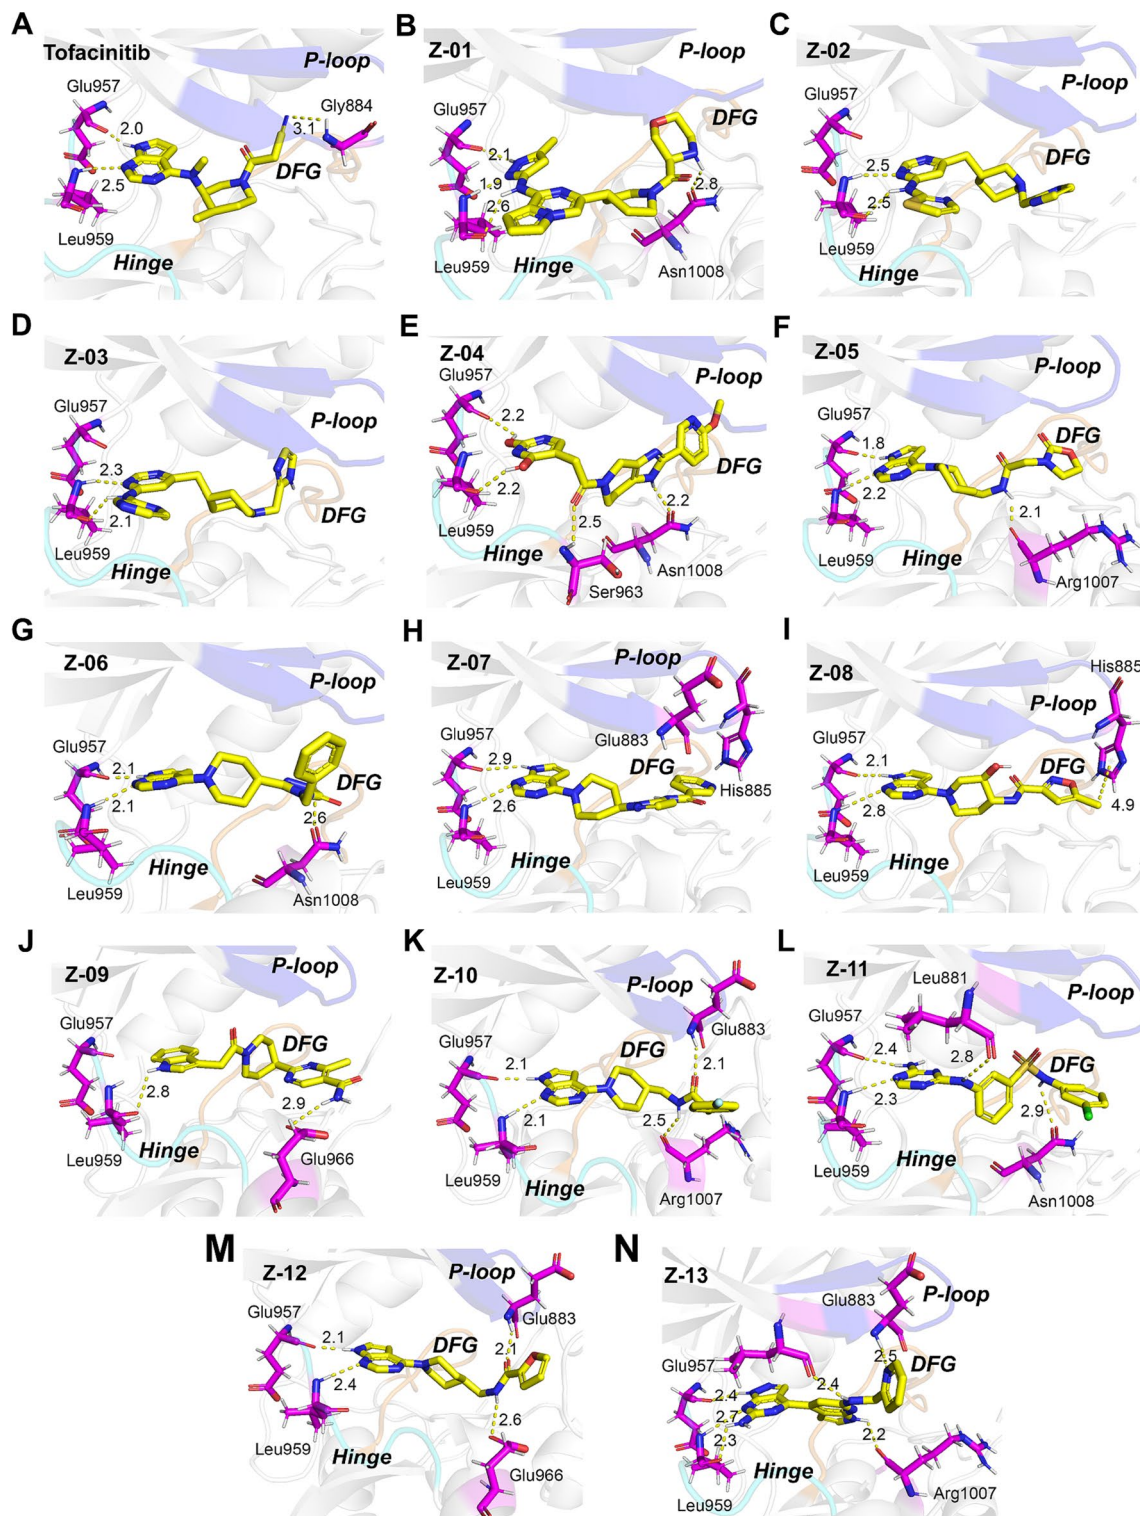 A
Tofacinitib
P-loop
Glu957
Gly884
2.0
3.1
DFG
2.5
Leu959
Hinge
B
Z-01
P-loop
Glu957
DFG
2.1
1.9
2.8
2.6
Leu959
Hinge
Asn1008
C
Z-02
P-loop
Glu957
DFG
2.5
2.5
Leu959
Hinge
D
Z-03
P-loop
Glu957
2.3
DFG
2.1
Leu959
Hinge
E
Z-04
P-loop
Glu957
2.2
DFG
2.2
2.2
2.5
Hinge
Leu959
Asn1008
Ser963
F
Z-05
P-loop
Glu957
DFG
1.8
2.2
2.1
Leu959
Hinge
Arg1007
G
Z-06
P-loop
Glu957
2.1
DFG
2.1
2.6
Hinge
Leu959
Asn1008
H
Z-07
P-loop
Glu957
Glu883
2.9
DFG
His885
2.6
Leu959
Hinge
I
His885
Z-08
P-loop
Glu957
2.1
DFG
2.8
4.9
Leu959
Hinge
J
Z-09
P-loop
Glu957
DFG
2.8
2.9
Leu959
Hinge
Glu966
K
Z-10
P-loop
Glu883
Glu957
DFG
2.1
2.1
2.1
2.5
Leu959
Hinge
Arg1007
L
Z-11
Leu881
P-loop
Glu957
2.4
2.8
DFG
2.3
2.9
Leu959
Hinge
Asn1008
M
Z-12
P-loop
Glu957
Glu883
2.1
DFG
2.1
2.4
2.6
Leu959
Hinge
Glu966
N
Z-13
Glu883
P-loop
Glu957
2.5
DFG
2.4
2.4
2.7
2.3
2.2
Hinge
Leu959
Arg1007